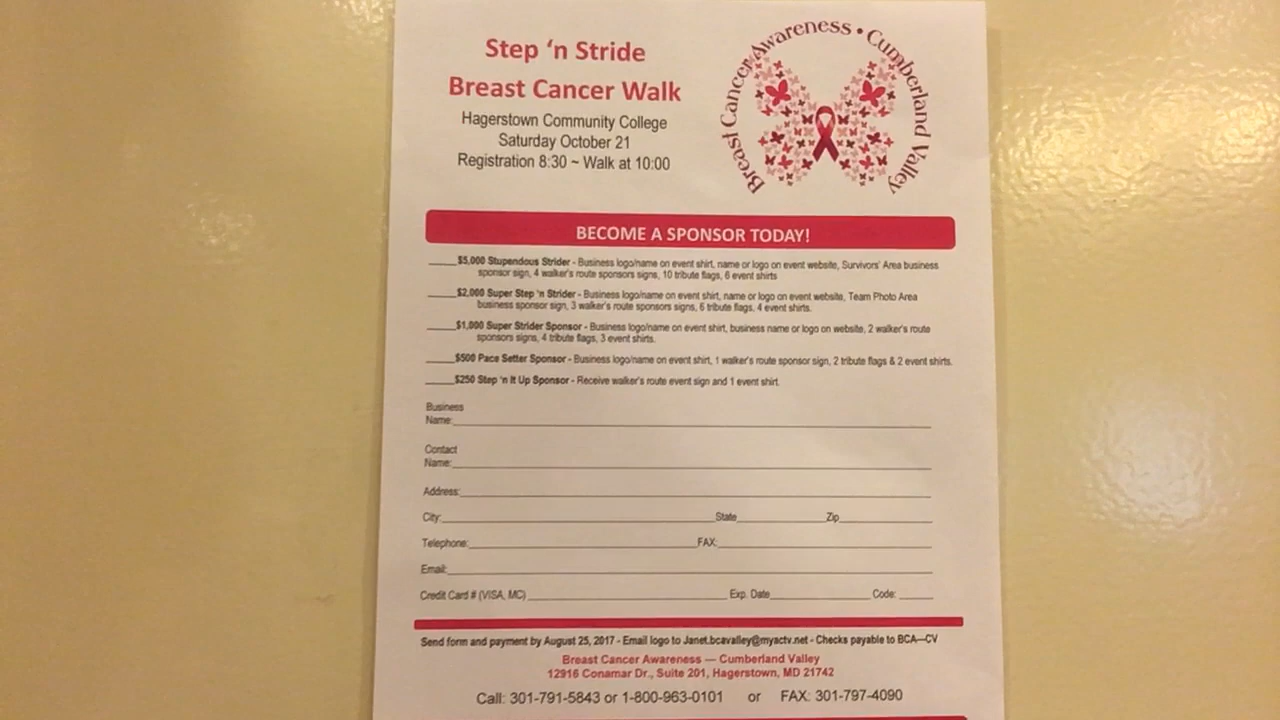 Step 'n Stride
Breast Cancer Walk
Hagerstown Community College
Saturday October 21
Registration 8:30 ~ Walk at 10:00
Breast Cancer Awareness • Cumberland Valley
BECOME A SPONSOR TODAY!
_____$5,000 Stupendous Strider - Business logo/name on event shirt, name or logo on event website, Survivors' Area business
sponsor sign, 4 walker's route sponsors signs, 10 tribute flags, 6 event shirts
_____$2,000 Super Step 'n Strider - Business logo/name on event shirt, name or logo on event website, Team Photo Area
business sponsor sign, 3 walker's route sponsors signs, 6 tribute flags, 4 event shirts.
_____$1,000 Super Strider Sponsor - Business logo/name on event shirt, business name or logo on website, 2 walker's route
sponsors signs, 4 tribute flags, 3 event shirts.
_____$500 Pace Setter Sponsor - Business logo/name on event shirt, 1 walker's route sponsor sign, 2 tribute flags & 2 event shirts.
_____$250 Step 'n It Up Sponsor - Receive walker's route event sign and 1 event shirt.
Business
Name:
Contact
Name:
Address:
City: State Zip
Telephone: FAX:
Email:
Credit Card # (VISA, MC) Exp. Date Code:
Send form and payment by August 25, 2017 - Email logo to Janet.bcavalley@myactv.net - Checks payable to BCA—CV
Breast Cancer Awareness — Cumberland Valley
12916 Conamar Dr., Suite 201, Hagerstown, MD 21742
Call: 301-791-5843 or 1-800-963-0101 or FAX: 301-797-4090